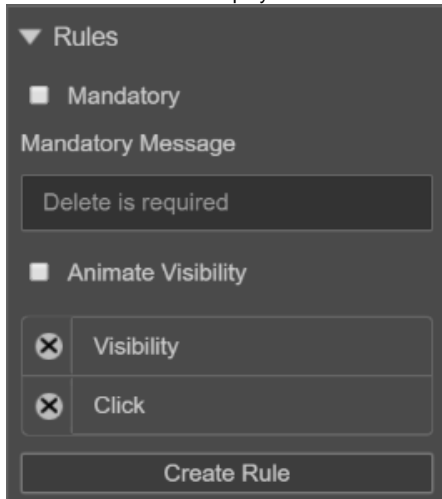 Rules
Mandatory
Mandatory Message
Delete is required
Animate Visibility
Visibility
Click
Create Rule